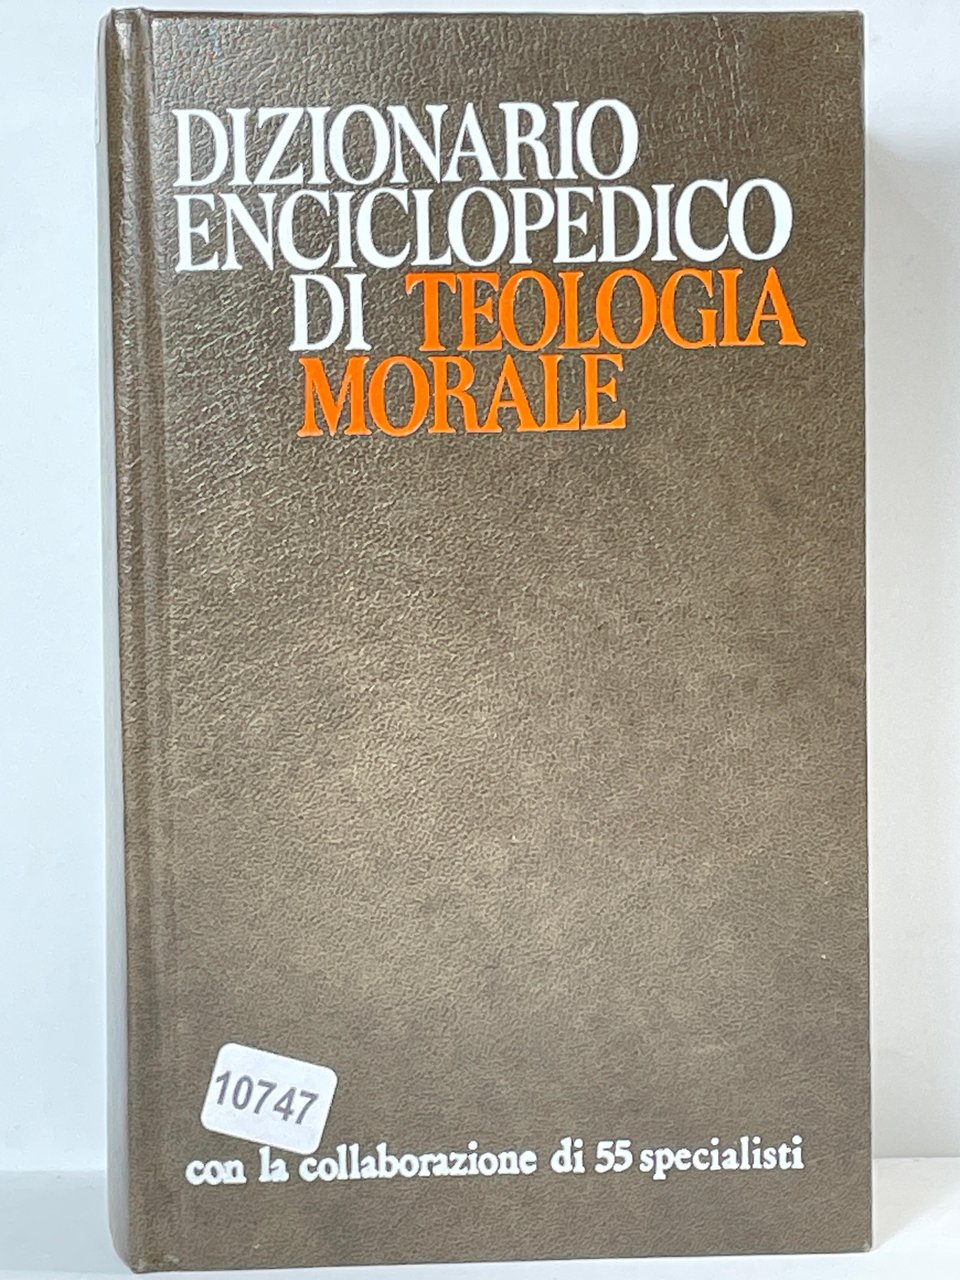 DIZIONARIO
ENCICLOPEDICO
DI TEOLOGIA
MORALE
10747
con la collaborazione di 55 specialisti